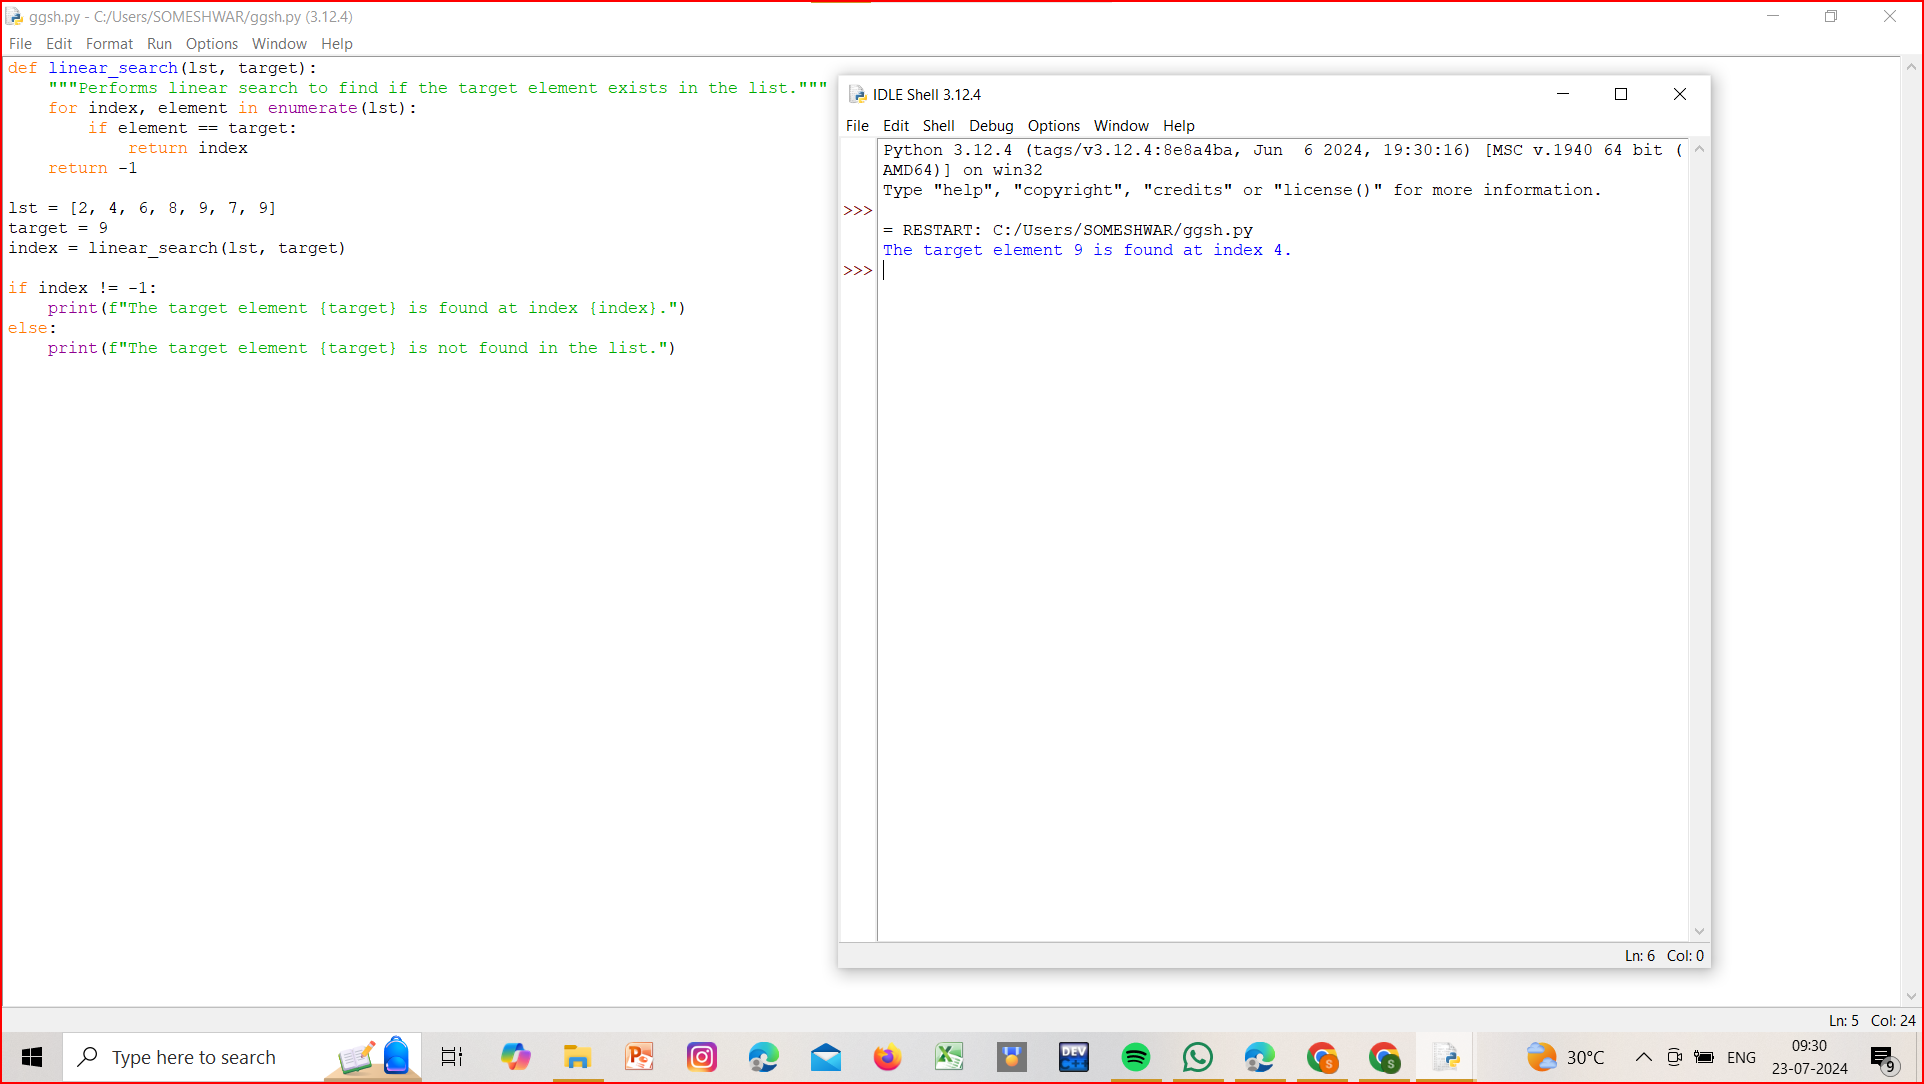 ggsh.py - C:/Users/SOMESHWAR/ggsh.py (3.12.4)
File Edit Format Run Options Window Help
def linear_search(lst, target):
    """Performs linear search to find if the target element exists in the list."""
    for index, element in enumerate(lst):
        if element == target:
            return index
    return -1
lst = [2, 4, 6, 8, 9, 7, 9]
target = 9
index = linear_search(lst, target)
if index != -1:
    print(f"The target element {target} is found at index {index}.")
else:
    print(f"The target element {target} is not found in the list.")
IDLE Shell 3.12.4
File Edit Shell Debug Options Window Help
Python 3.12.4 (tags/v3.12.4:8e8a4ba, Jun  6 2024, 19:30:16) [MSC v.1940 64 bit (
AMD64)] on win32
Type "help", "copyright", "credits" or "license()" for more information.
>>>
= RESTART: C:/Users/SOMESHWAR/ggsh.py
The target element 9 is found at index 4.
>>>
Ln: 6 Col: 0
Ln: 5 Col: 24
Type here to search
DEV
S
S
30°C
ENG
09:30
23-07-2024
9